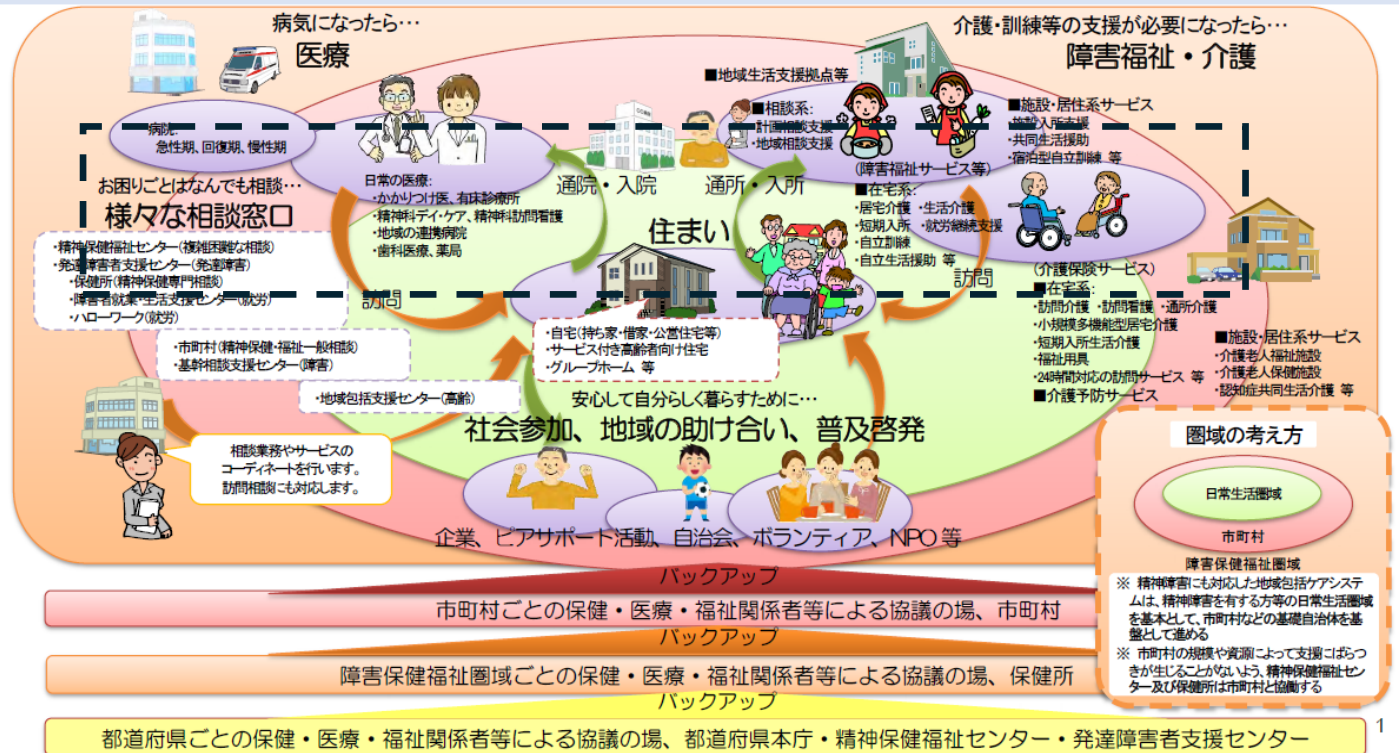 病気になったら…
医療
介護・訓練等の支援が必要になったら…
障害福祉・介護
病院:
急性期、回復期、慢性期
日常の医療:
・かかりつけ医、有床診療所
・精神科デイ・ケア、精神科訪問看護
・地域の連携病院
・歯科医療、薬局
■地域生活支援拠点等
■相談系:
・計画相談支援
・地域相談支援
■施設・居住系サービス
・施設入所支援
・共同生活援助
・宿泊型自立訓練 等
(障害福祉サービス等)
■在宅系:
・居宅介護 ・生活介護
・短期入所 ・就労継続支援
・自立訓練
・自立生活援助 等
通院・入院
通所・入所
住まい
訪問
訪問
お困りごとはなんでも相談…
様々な相談窓口
・精神保健福祉センター(複雑困難な相談)
・発達障害者支援センター(発達障害)
・保健所(精神保健専門相談)
・障害者就業・生活支援センター(就労)
・ハローワーク(就労)
・市町村(精神保健・福祉一般相談)
・基幹相談支援センター(障害)
・地域包括支援センター(高齢)
・自宅(持ち家・借家・公営住宅等)
・サービス付き高齢者向け住宅
・グループホーム 等
(介護保険サービス)
■在宅系:
・訪問介護 ・訪問看護 ・通所介護
・小規模多機能型居宅介護
・短期入所生活介護
・福祉用具
・24時間対応の訪問サービス 等
■介護予防サービス
■施設・居住系サービス
・介護老人福祉施設
・介護老人保健施設
・認知症共同生活介護 等
相談業務やサービスの
コーディネートを行います。
訪問相談にも対応します。
安心して自分らしく暮らすために…
社会参加、地域の助け合い、普及啓発
企業、ピアサポート活動、自治会、ボランティア、NPO 等
圏域の考え方
日常生活圏域
市町村
障害保健福祉圏域
※ 精神障害にも対応した地域包括ケアシステ
ムは、精神障害を有する方等の日常生活圏域
を基本として、市町村などの基礎自治体を基
盤として進める
※ 市町村の規模や資源によって支援にばらつ
きが生じることがないよう、精神保健福祉セン
ター及び保健所は市町村と協働する
バックアップ
市町村ごとの保健・医療・福祉関係者等による協議の場、市町村
バックアップ
障害保健福祉圏域ごとの保健・医療・福祉関係者等による協議の場、保健所
バックアップ
都道府県ごとの保健・医療・福祉関係者等による協議の場、都道府県本庁・精神保健福祉センター・発達障害者支援センター
1